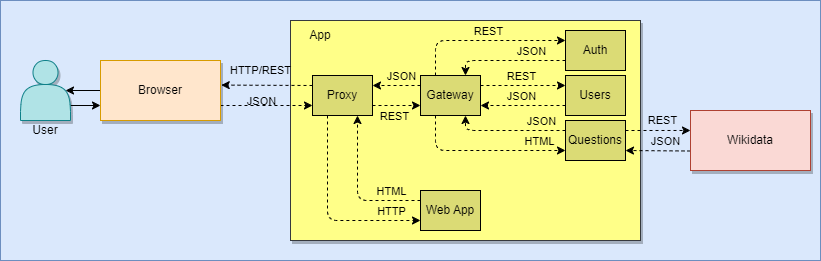 App
REST
Auth
JSON
HTTP/REST
JSON
REST
Browser
Proxy
Gateway
Users
JSON
REST
JSON
User
JSON
REST
HTML
Questions
REST
JSON
Wikidata
HTML
HTTP
Web App